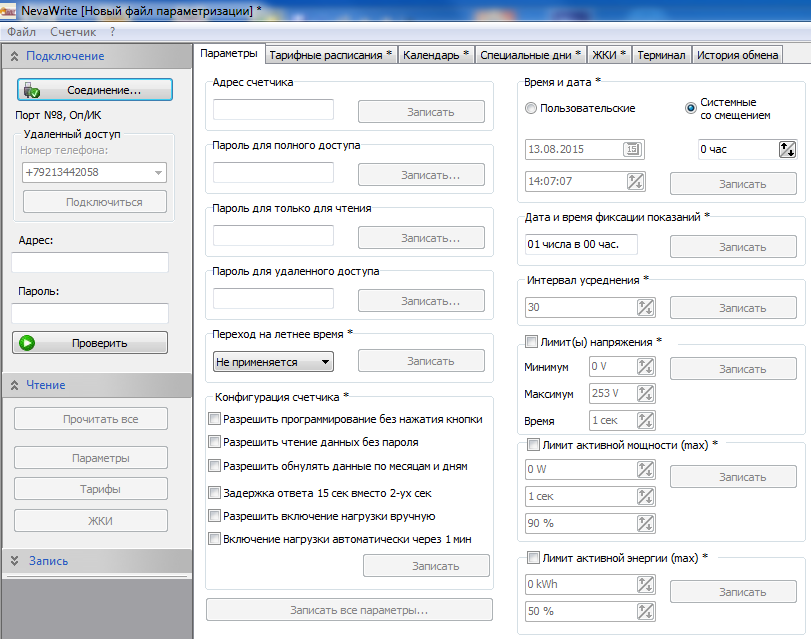 NevaWrite [Новый файл параметризации] *
Файл Счетчик ?
Подключение
Соединение...
Порт №8, Оп/ИК
Удаленный доступ
Номер телефона:
+79213442058
Подключиться
Адрес:
Пароль:
Проверить
Чтение
Прочитать все
Параметры
Тарифы
ЖКИ
Запись
Параметры Тарифные расписания * Календарь * Специальные дни * ЖКИ * Терминал История обмена
Адрес счетчика
Записать
Пароль для полного доступа
Записать...
Пароль для только для чтения
Записать...
Пароль для удаленного доступа
Записать...
Переход на летнее время *
Не применяется Записать
Конфигурация счетчика *
Разрешить программирование без нажатия кнопки
Разрешить чтение данных без пароля
Разрешить обнулять данные по месяцам и дням
Задержка ответа 15 сек вместо 2-ух сек
Разрешить включение нагрузки вручную
Включение нагрузки автоматически через 1 мин
Записать
Записать все параметры...
Время и дата *
Пользовательские Системные
со смещением
13.08.2015 15 0 час
14:07:07 Записать
Дата и время фиксации показаний *
01 числа в 00 час. Записать
Интервал усреднения *
30 Записать
Лимит(ы) напряжения *
Минимум 0 V Записать
Максимум 253 V
Время 1 сек
Лимит активной мощности (max) *
0 W Записать
1 сек
90 %
Лимит активной энергии (max) *
0 kWh Записать
50 %